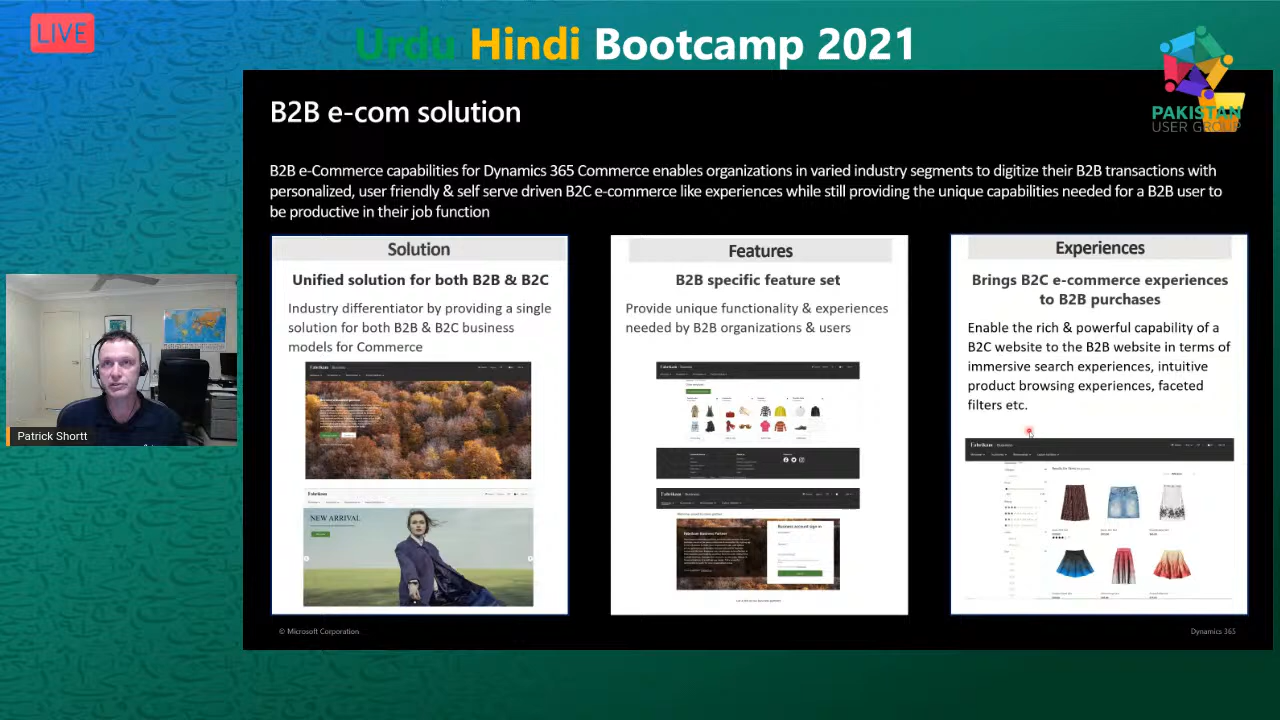 LIVE
Urdu Hindi Bootcamp 2021
PAKISTAN
USER GROUP
B2B e-com solution
B2B e-Commerce capabilities for Dynamics 365 Commerce enables organizations in varied industry segments to digitize their B2B transactions with
personalized, user friendly & self serve driven B2C e-commerce like experiences while still providing the unique capabilities needed for a B2B user to
be productive in their job function
Solution
Unified solution for both B2B & B2C
Industry differentiator by providing a single
solution for both B2B & B2C business
models for Commerce
Fabrikam
Fabrikam
NEW ARRIVAL
Features
B2B specific feature set
Provide unique functionality & experiences
needed by B2B organizations & users
Fabrikam
Fabrikam
Experiences
Brings B2C e-commerce experiences
to B2B purchases
Enable the rich & powerful capability of a
B2C website to the B2B website in terms of
immersive search experiences, intuitive
product browsing experiences, faceted
filters etc.
Fabrikam
Patrick Shortt
© Microsoft Corporation
Dynamics 365